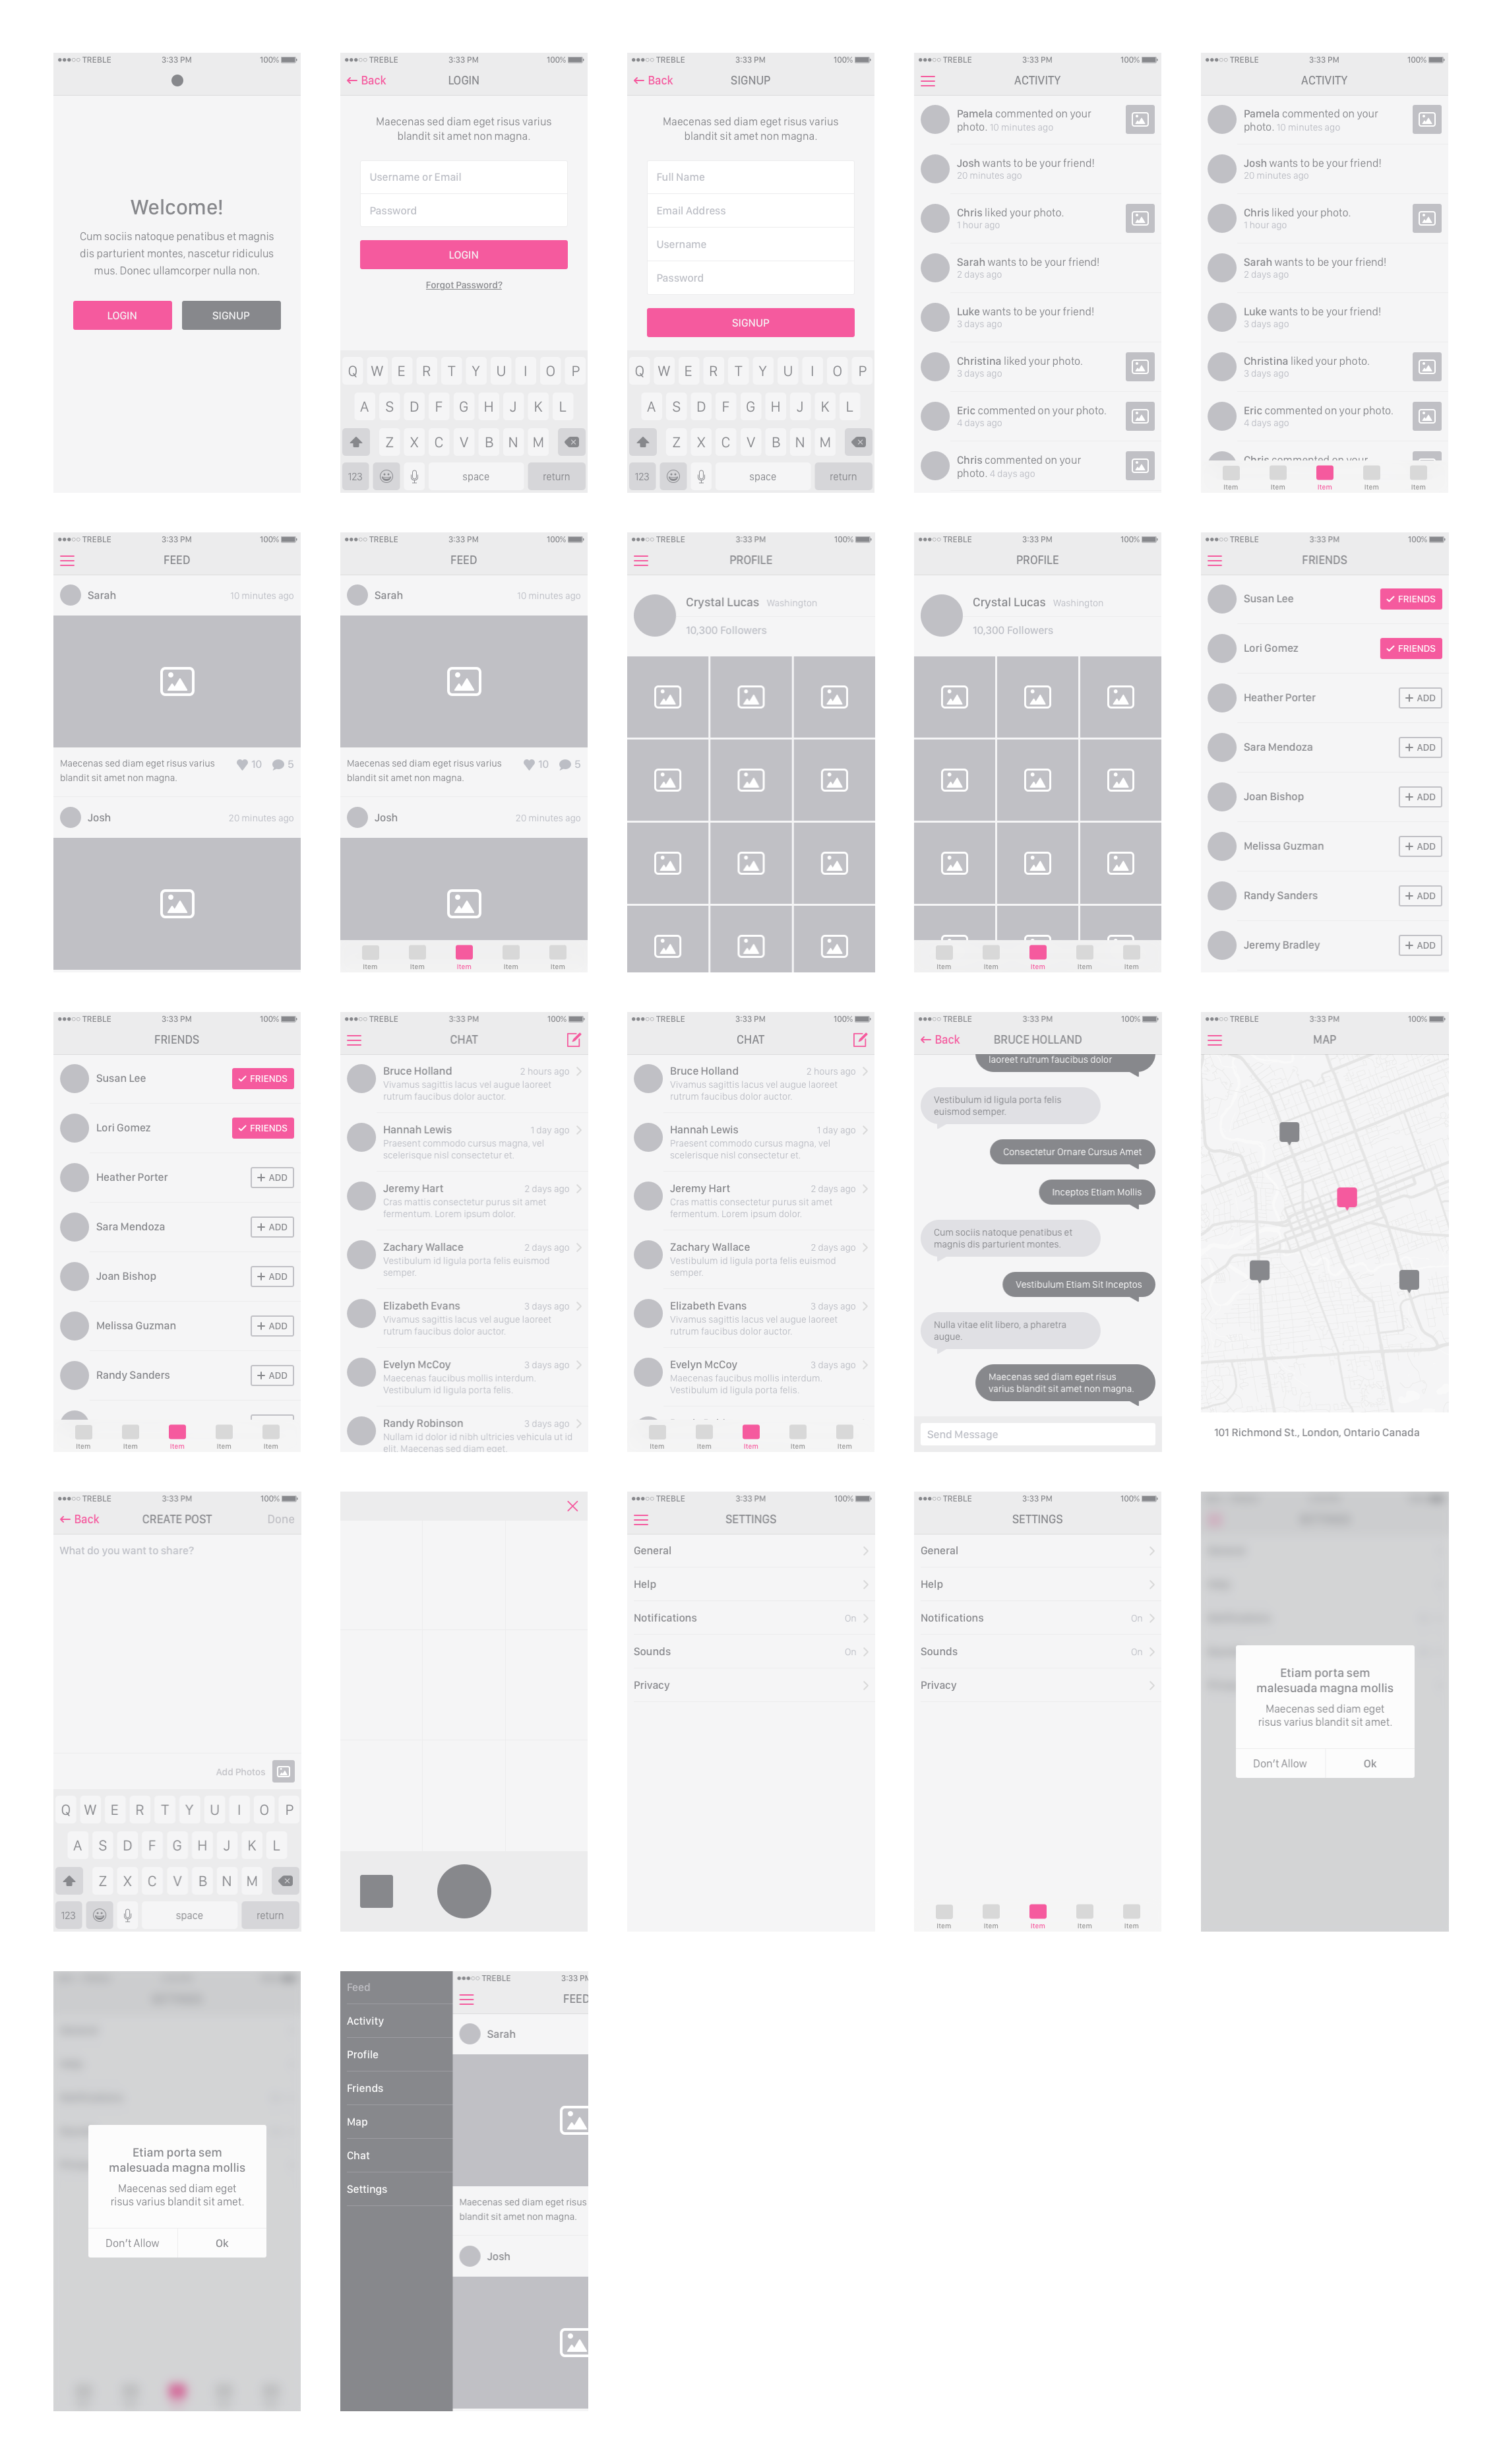 TREBLE 3:33 PM 100%
Welcome!
Cum sociis natoque penatibus et magnis
dis parturient montes, nascetur ridiculus
mus. Donec ullamcorper nulla non.
LOGIN SIGNUP
TREBLE 3:33 PM 100%
Back LOGIN
Maecenas sed diam eget risus varius
blandit sit amet non magna.
Username or Email
Password
LOGIN
Forgot Password?
Q W E R T Y U I O P
A S D F G H J K L
Z X C V B N M
123 space return
TREBLE 3:33 PM 100%
Back SIGNUP
Maecenas sed diam eget risus varius
blandit sit amet non magna.
Full Name
Email Address
Username
Password
SIGNUP
Q W E R T Y U I O P
A S D F G H J K L
Z X C V B N M
123 space return
TREBLE 3:33 PM 100%
ACTIVITY
Pamela commented on your
photo. 10 minutes ago
Josh wants to be your friend!
20 minutes ago
Chris liked your photo.
1 hour ago
Sarah wants to be your friend!
2 days ago
Luke wants to be your friend!
3 days ago
Christina liked your photo.
3 days ago
Eric commented on your photo.
4 days ago
Chris commented on your
photo. 4 days ago
TREBLE 3:33 PM 100%
ACTIVITY
Pamela commented on your
photo. 10 minutes ago
Josh wants to be your friend!
20 minutes ago
Chris liked your photo.
1 hour ago
Sarah wants to be your friend!
2 days ago
Luke wants to be your friend!
3 days ago
Christina liked your photo.
3 days ago
Eric commented on your photo.
4 days ago
Chris commented on your
Item Item Item Item Item
TREBLE 3:33 PM 100%
FEED
Sarah 10 minutes ago
Maecenas sed diam eget risus varius 10 5
blandit sit amet non magna.
Josh 20 minutes ago
TREBLE 3:33 PM 100%
FEED
Sarah 10 minutes ago
Maecenas sed diam eget risus varius 10 5
blandit sit amet non magna.
Josh 20 minutes ago
Item Item Item Item Item
TREBLE 3:33 PM 100%
PROFILE
Crystal Lucas Washington
10,300 Followers
TREBLE 3:33 PM 100%
PROFILE
Crystal Lucas Washington
10,300 Followers
Item Item Item Item Item
TREBLE 3:33 PM 100%
FRIENDS
Susan Lee FRIENDS
Lori Gomez FRIENDS
Heather Porter + ADD
Sara Mendoza + ADD
Joan Bishop + ADD
Melissa Guzman + ADD
Randy Sanders + ADD
Jeremy Bradley + ADD
TREBLE 3:33 PM 100%
FRIENDS
Susan Lee FRIENDS
Lori Gomez FRIENDS
Heather Porter + ADD
Sara Mendoza + ADD
Joan Bishop + ADD
Melissa Guzman + ADD
Randy Sanders + ADD
Item Item Item Item Item
TREBLE 3:33 PM 100%
CHAT
Bruce Holland 2 hours ago
Vivamus sagittis lacus vel augue laoreet
rutrum faucibus dolor auctor.
Hannah Lewis 1 day ago
Praesent commodo cursus magna, vel
scelerisque nisl consectetur et.
Jeremy Hart 2 days ago
Cras mattis consectetur purus sit amet
fermentum. Lorem ipsum dolor.
Zachary Wallace 2 days ago
Vestibulum id ligula porta felis euismod
semper.
Elizabeth Evans 3 days ago
Vivamus sagittis lacus vel augue laoreet
rutrum faucibus dolor auctor.
Evelyn McCoy 3 days ago
Maecenas faucibus mollis interdum.
Vestibulum id ligula porta felis.
Randy Robinson 3 days ago
Nullam id dolor id nibh ultricies vehicula ut id
elit. Maecenas sed diam eget.
TREBLE 3:33 PM 100%
CHAT
Bruce Holland 2 hours ago
Vivamus sagittis lacus vel augue laoreet
rutrum faucibus dolor auctor.
Hannah Lewis 1 day ago
Praesent commodo cursus magna, vel
scelerisque nisl consectetur et.
Jeremy Hart 2 days ago
Cras mattis consectetur purus sit amet
fermentum. Lorem ipsum dolor.
Zachary Wallace 2 days ago
Vestibulum id ligula porta felis euismod
semper.
Elizabeth Evans 3 days ago
Vivamus sagittis lacus vel augue laoreet
rutrum faucibus dolor auctor.
Evelyn McCoy 3 days ago
Maecenas faucibus mollis interdum.
Vestibulum id ligula porta felis.
Item Item Item Item Item
TREBLE 3:33 PM 100%
Back BRUCE HOLLAND
laoreet rutrum faucibus dolor
Vestibulum id ligula porta felis
euismod semper.
Consectetur Ornare Cursus Amet
Inceptos Etiam Mollis
Cum sociis natoque penatibus et
magnis dis parturient montes.
Vestibulum Etiam Sit Inceptos
Nulla vitae elit libero, a pharetra
augue.
Maecenas sed diam eget risus
varius blandit sit amet non magna.
Send Message
TREBLE 3:33 PM 100%
MAP
101 Richmond St., London, Ontario Canada
TREBLE 3:33 PM 100%
Back CREATE POST Done
What do you want to share?
Add Photos
Q W E R T Y U I O P
A S D F G H J K L
Z X C V B N M
123 space return
TREBLE 3:33 PM 100%
SETTINGS
General
Help
Notifications On
Sounds On
Privacy
TREBLE 3:33 PM 100%
SETTINGS
General
Help
Notifications On
Sounds On
Privacy
Item Item Item Item Item
Etiam porta sem
malesuada magna mollis
Maecenas sed diam eget
risus varius blandit sit amet.
Don't Allow Ok
Etiam porta sem
malesuada magna mollis
Maecenas sed diam eget
risus varius blandit sit amet.
Don't Allow Ok
Feed
Activity
Profile
Friends
Map
Chat
Settings
TREBLE 3:33 PM
FEED
Sarah
Maecenas sed diam eget risus
blandit sit amet non magna.
Josh